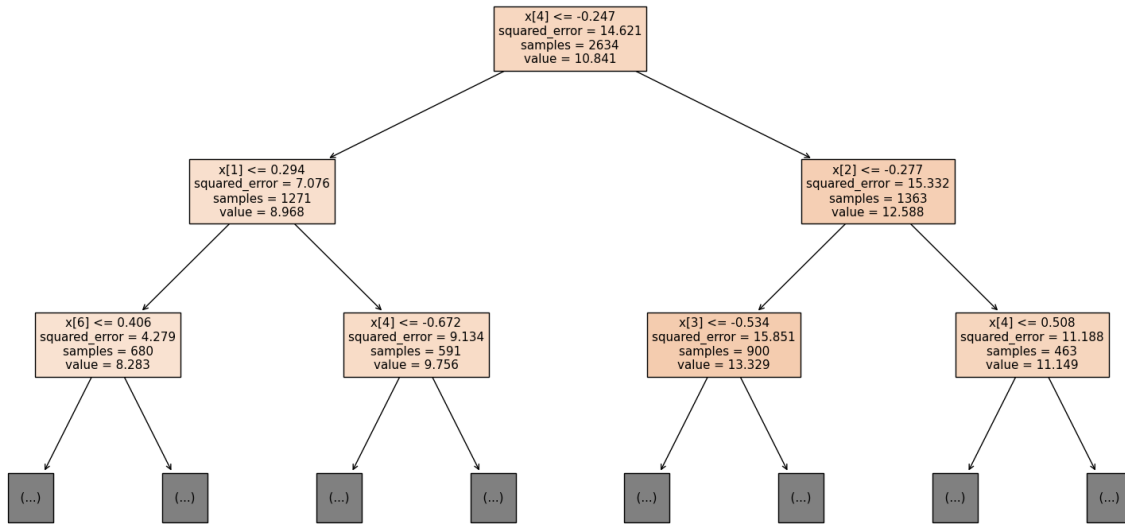 x[4] <= -0.247
squared_error = 14.621
samples = 2634
value = 10.841
x[1] <= 0.294
squared_error = 7.076
samples = 1271
value = 8.968
x[2] <= -0.277
squared_error = 15.332
samples = 1363
value = 12.588
x[6] <= 0.406
squared_error = 4.279
samples = 680
value = 8.283
x[4] <= -0.672
squared_error = 9.134
samples = 591
value = 9.756
x[3] <= -0.534
squared_error = 15.851
samples = 900
value = 13.329
x[4] <= 0.508
squared_error = 11.188
samples = 463
value = 11.149
(...)
(...)
(...)
(...)
(...)
(...)
(...)
(...)